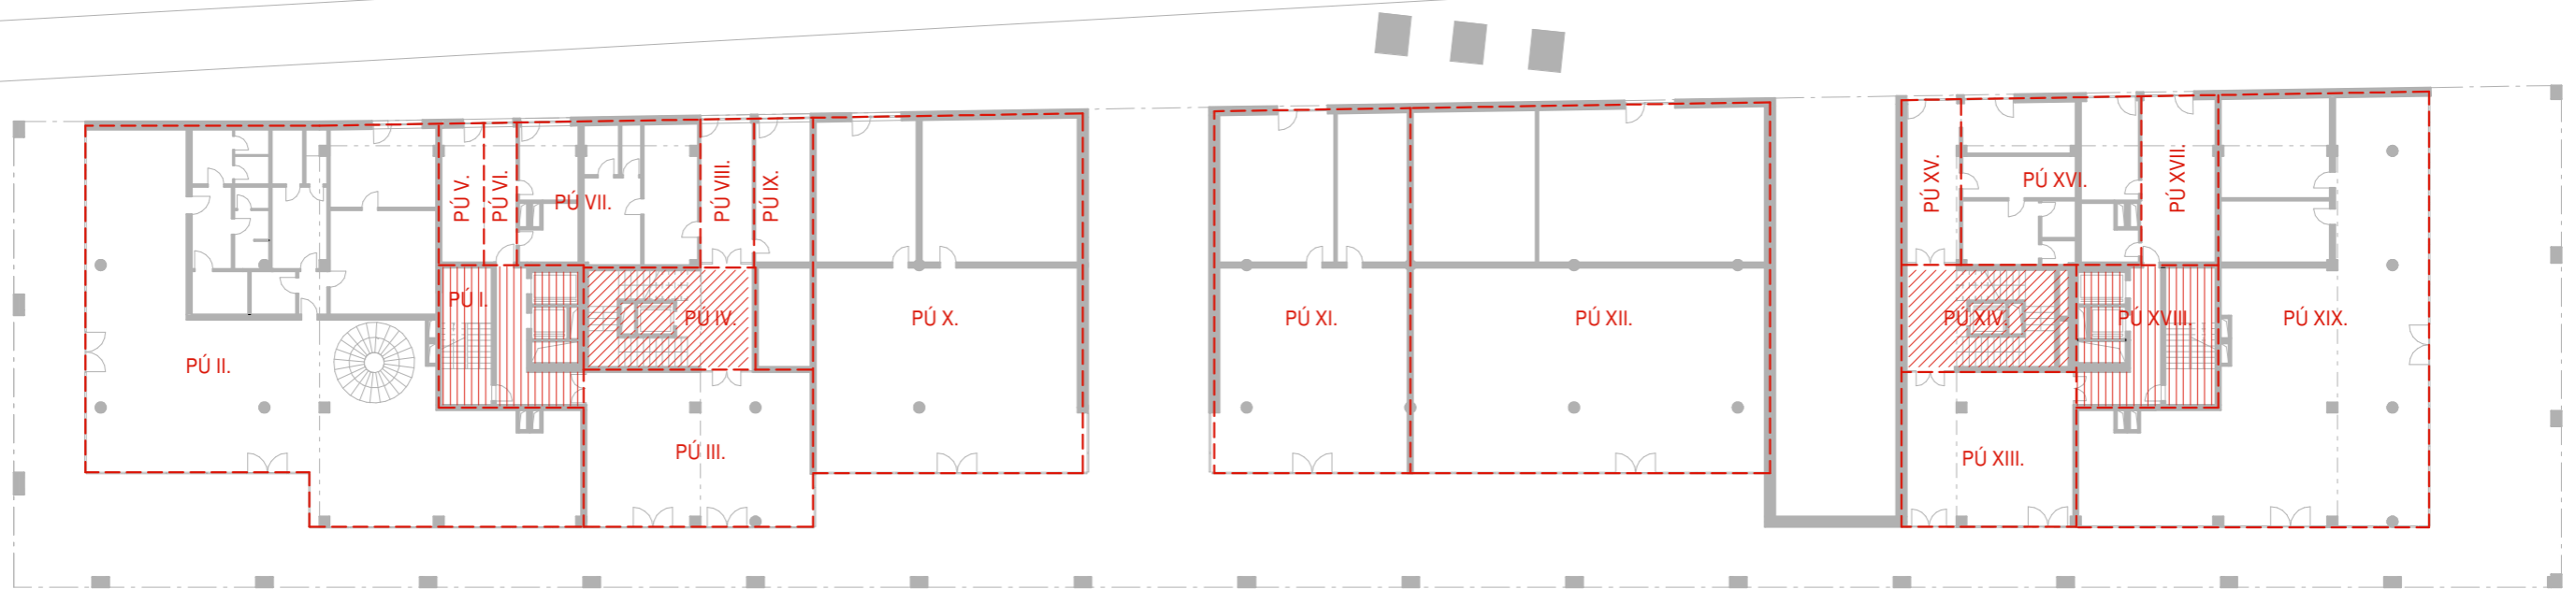 PÚ V.
PÚ VI.
PÚ VII.
PÚ VIII.
PÚ IX.
PÚ XV.
PÚ XVI.
PÚ XVII.
PÚ I.
PÚ II.
PÚ IV.
PÚ X.
PÚ XI.
PÚ XII.
PÚ XIV.
PÚ XVIII.
PÚ XIX.
PÚ III.
PÚ XIII.